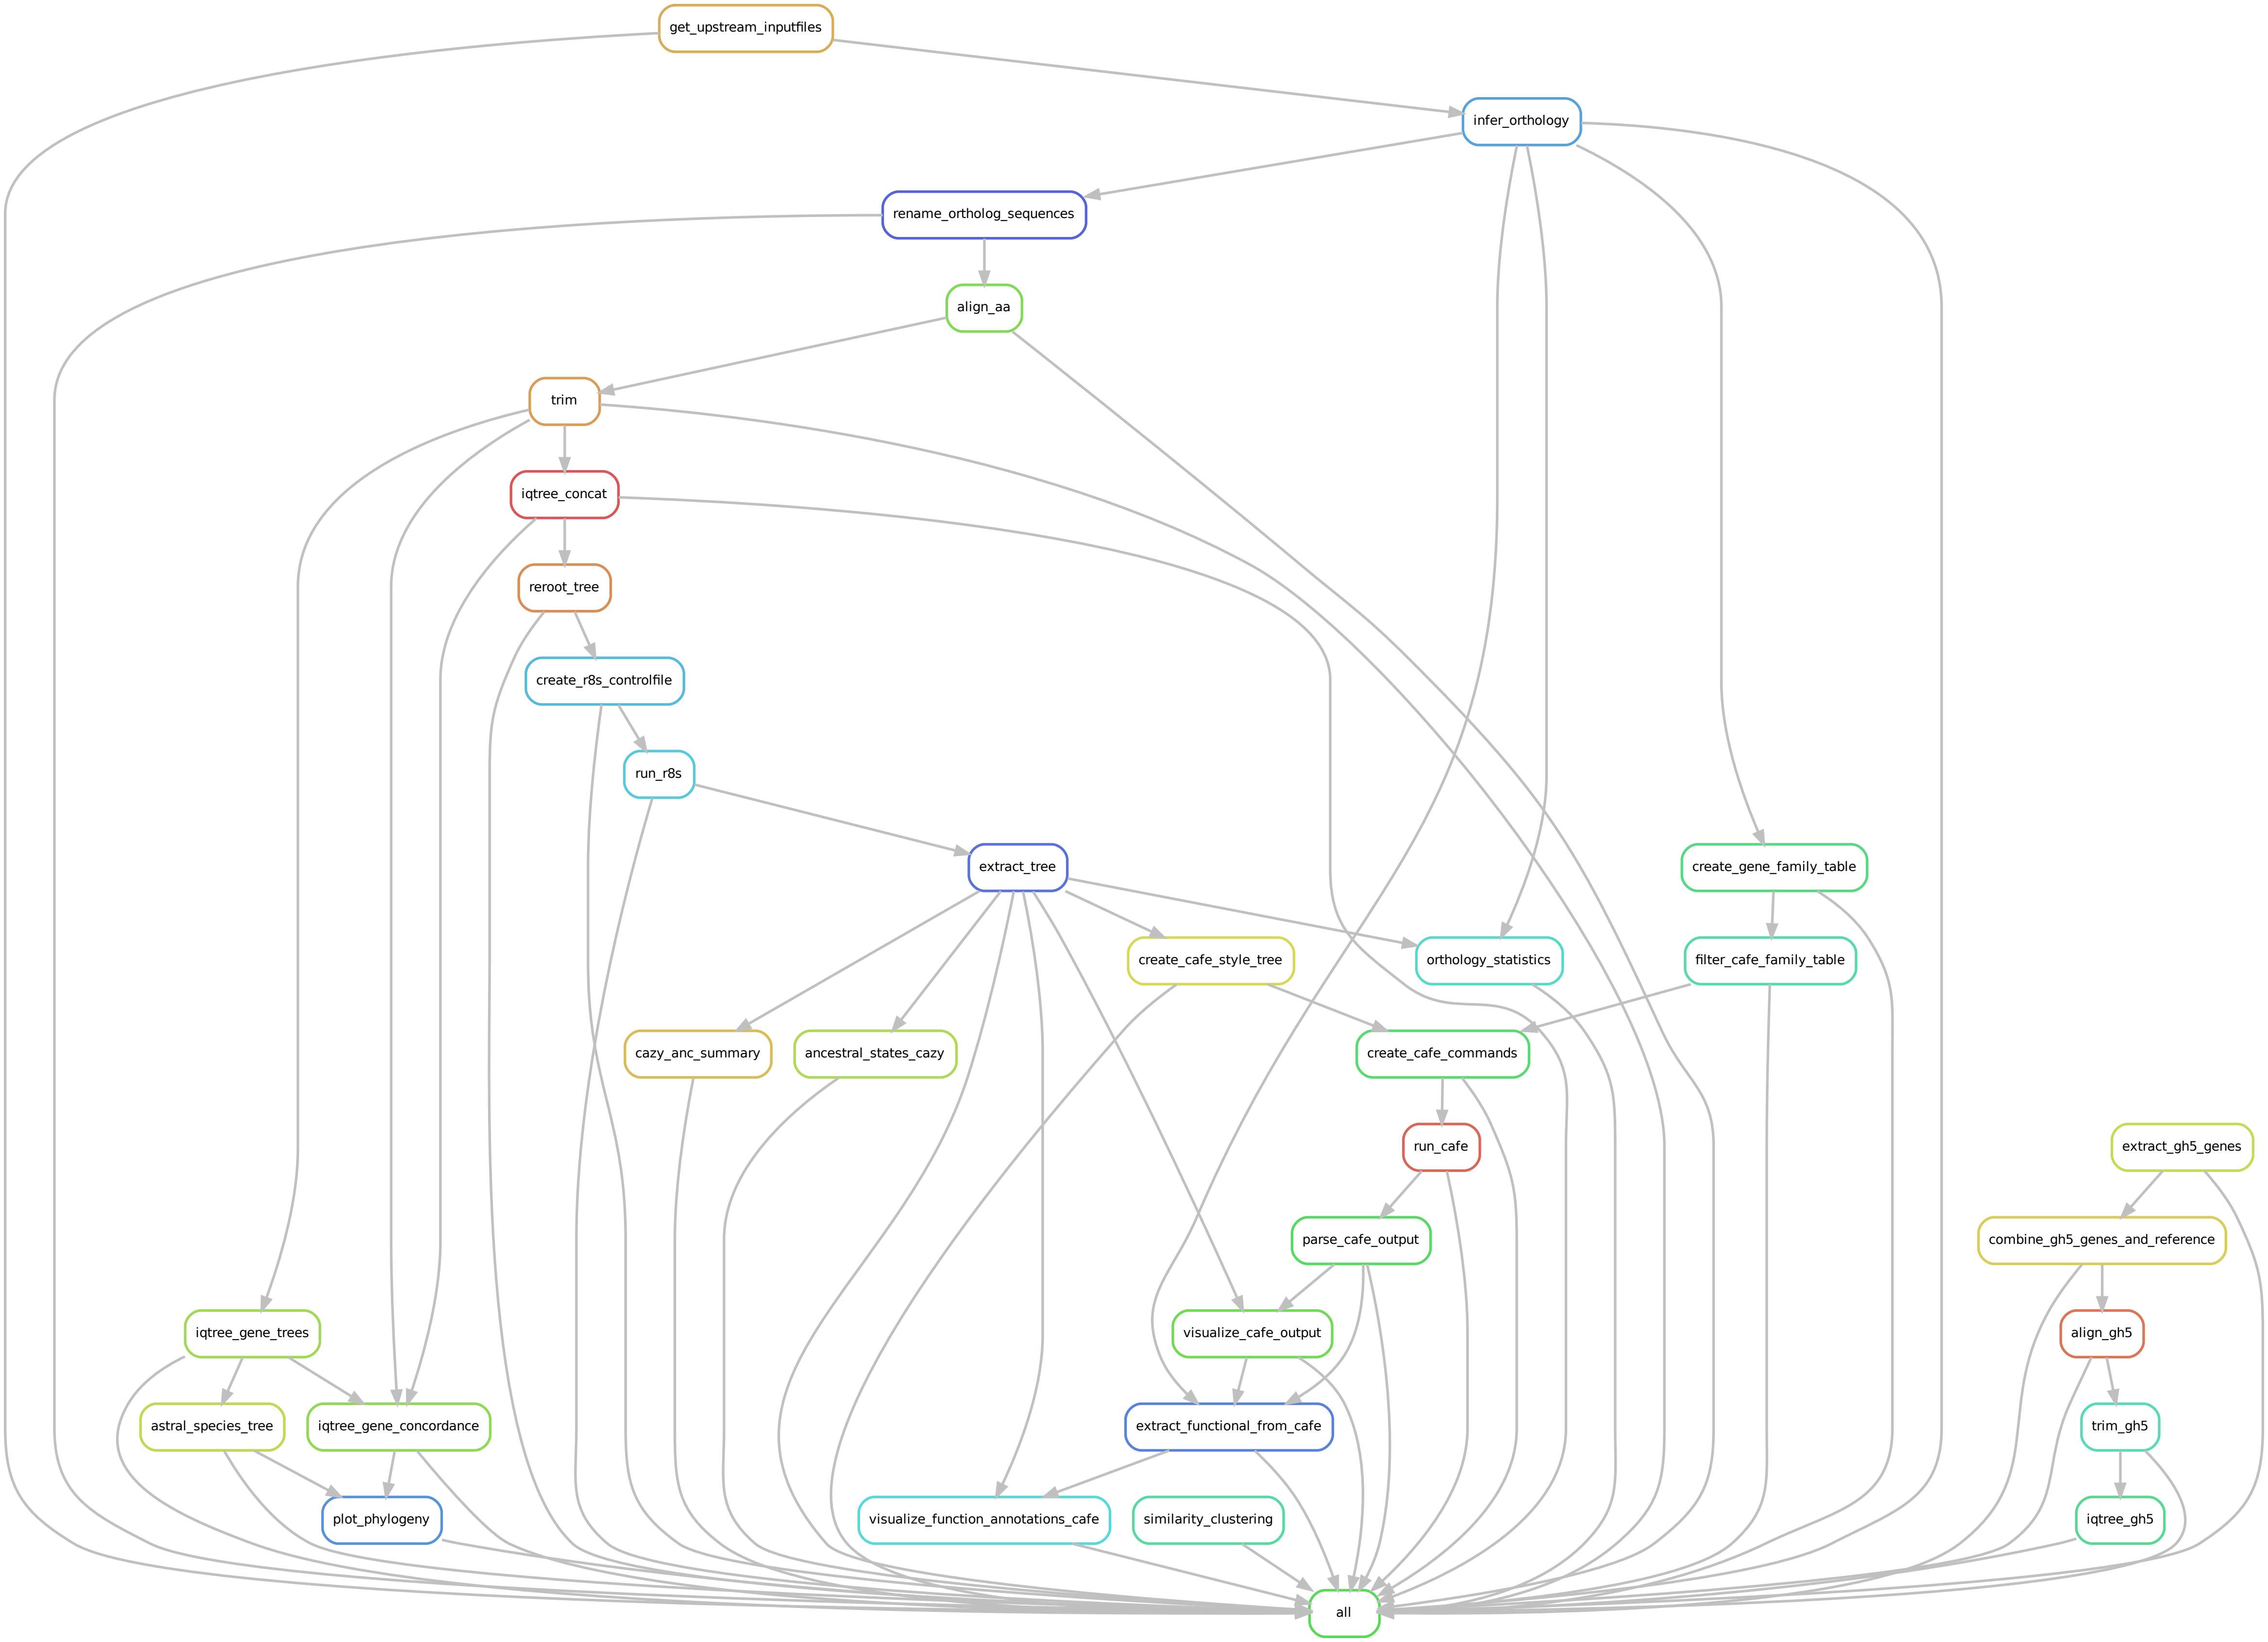 get_upstream_inputfiles
infer_orthology
rename_ortholog_sequences
align_aa
trim
iqtree_concat
reroot_tree
create_r8s_controlfile
run_r8s
extract_tree
create_gene_family_table
create_cafe_style_tree
orthology_statistics
filter_cafe_family_table
cazy_anc_summary
ancestral_states_cazy
create_cafe_commands
run_cafe
extract_gh5_genes
parse_cafe_output
combine_gh5_genes_and_reference
iqtree_gene_trees
visualize_cafe_output
align_gh5
astral_species_tree
iqtree_gene_concordance
extract_functional_from_cafe
trim_gh5
plot_phylogeny
visualize_function_annotations_cafe
similarity_clustering
iqtree_gh5
all